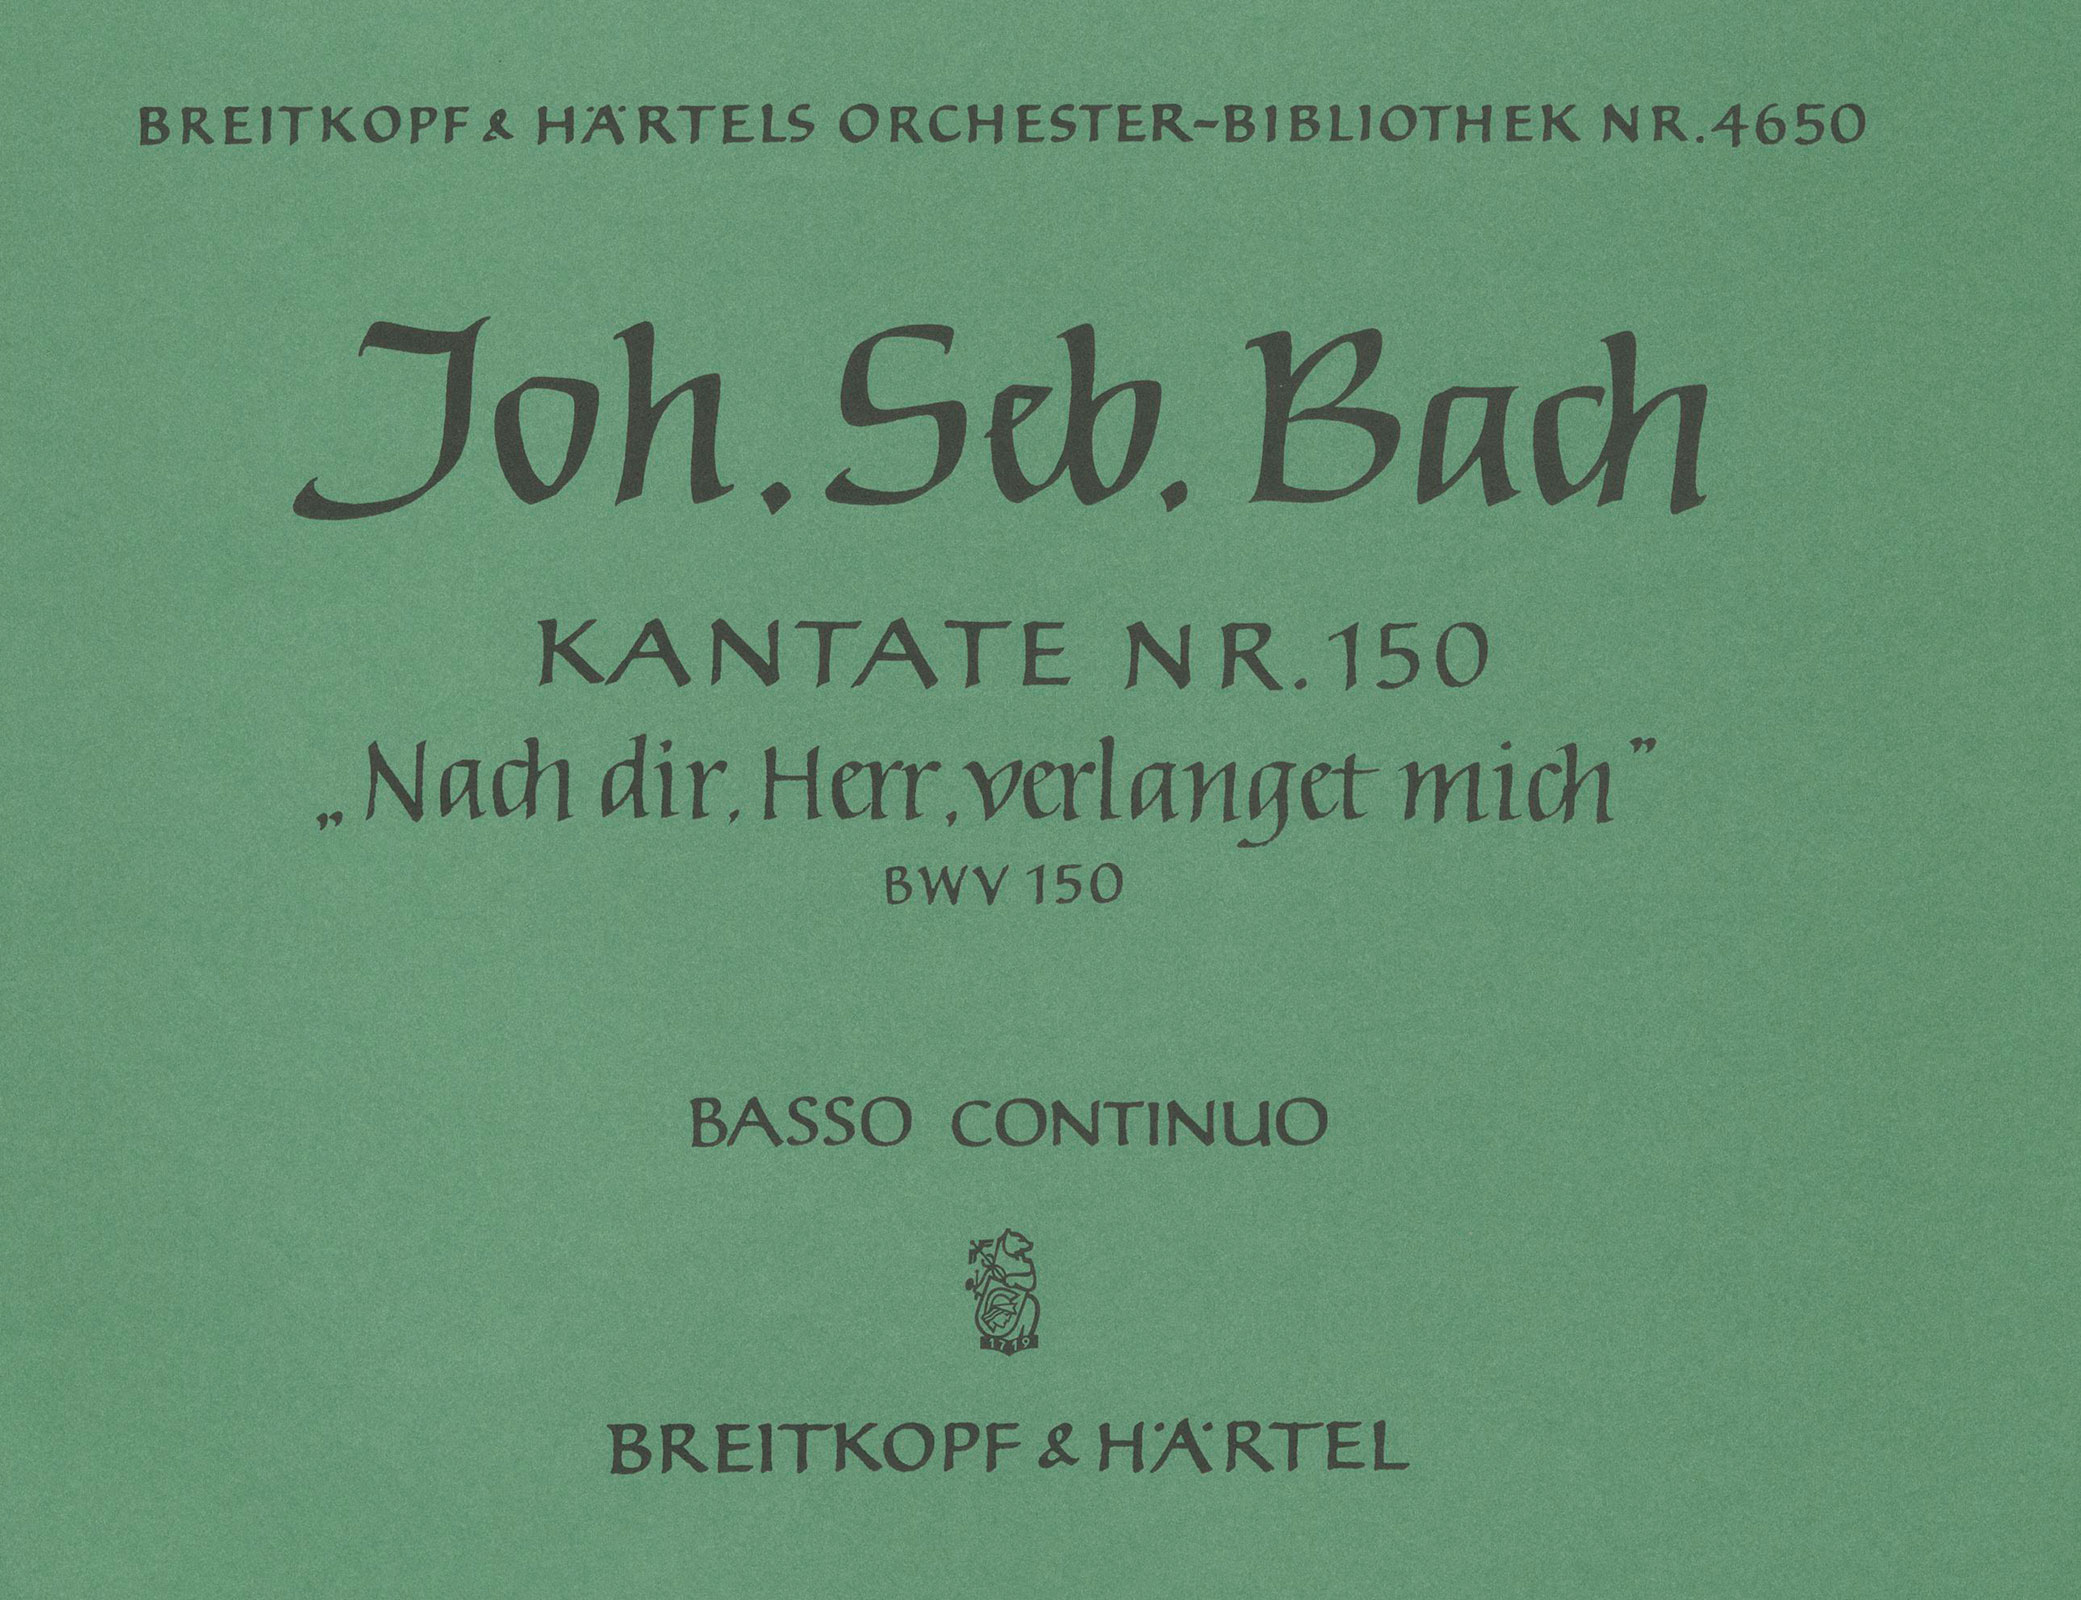 BREITKOPF & HÄRTELS ORCHESTER-BIBLIOTHEK NR. 4650
Joh. Seb. Bach
KANTATE NR. 150
„Nach dir, Herr, verlanget mich”
BWV 150
BASSO CONTINUO
1719
BREITKOPF & HÄRTEL